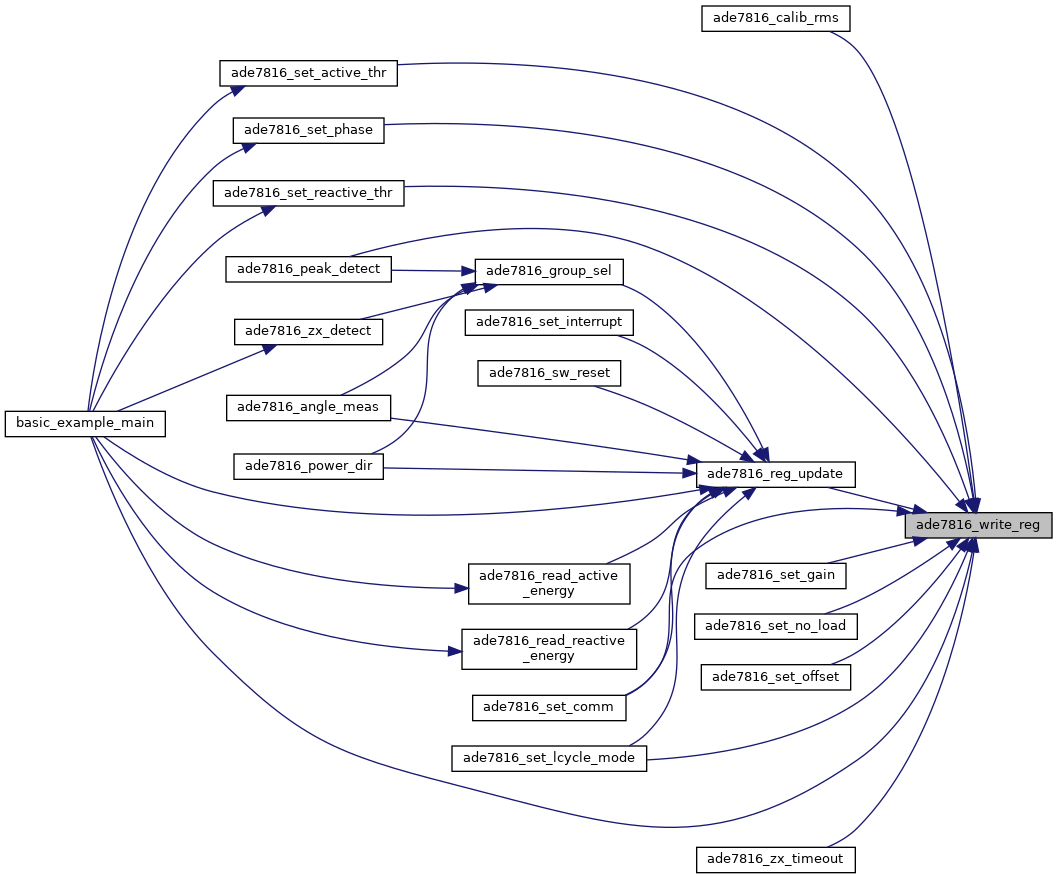 ade7816_calib_rms
ade7816_set_active_thr
ade7816_set_phase
ade7816_set_reactive_thr
ade7816_peak_detect
ade7816_group_sel
ade7816_set_interrupt
ade7816_zx_detect
ade7816_sw_reset
ade7816_angle_meas
basic_example_main
ade7816_power_dir
ade7816_reg_update
ade7816_write_reg
ade7816_read_active
_energy
ade7816_set_gain
ade7816_set_no_load
ade7816_read_reactive
_energy
ade7816_set_offset
ade7816_set_comm
ade7816_set_lcycle_mode
ade7816_zx_timeout